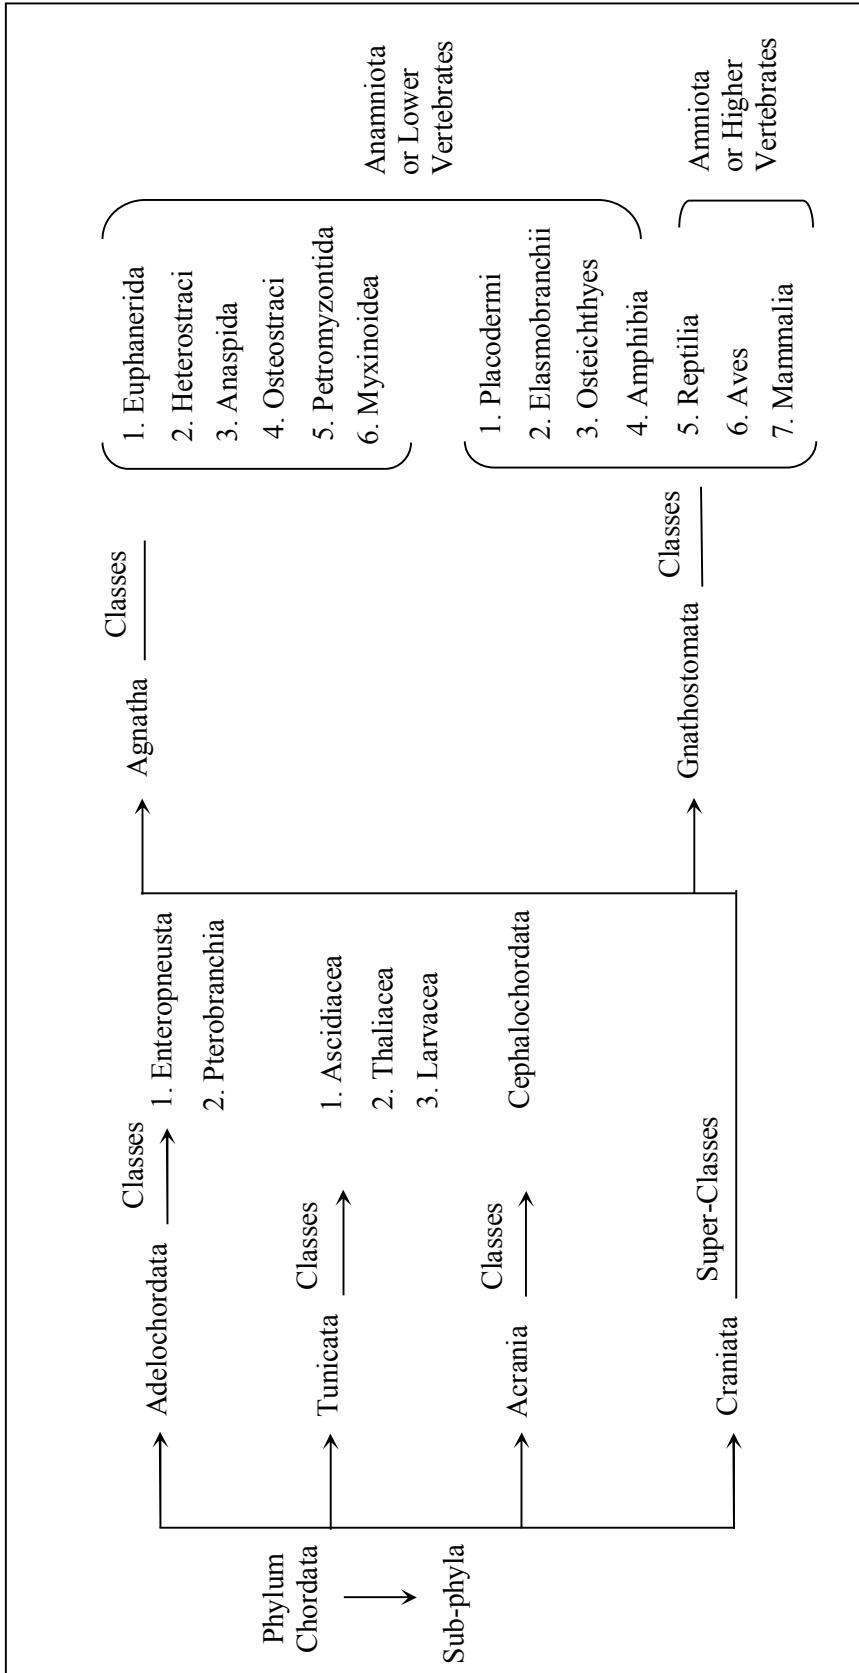 Phylum
Chordata
Sub-phyla
Adelochordata
Classes
1. Enteropneusta
2. Pterobranchia
Tunicata
Classes
1. Ascidiacea
2. Thaliacea
3. Larvacea
Acrania
Classes
Cephalochordata
Craniata
Super-Classes
Agnatha
Classes
1. Euphanerida
2. Heterostraci
3. Anaspida
4. Osteostraci
5. Petromyzontida
6. Myxinoidea
Gnathostomata
Classes
1. Placodermi
2. Elasmobranchii
3. Osteichthyes
4. Amphibia
5. Reptilia
6. Aves
7. Mammalia
Anamniota
or Lower
Vertebrates
Amniota
or Higher
Vertebrates